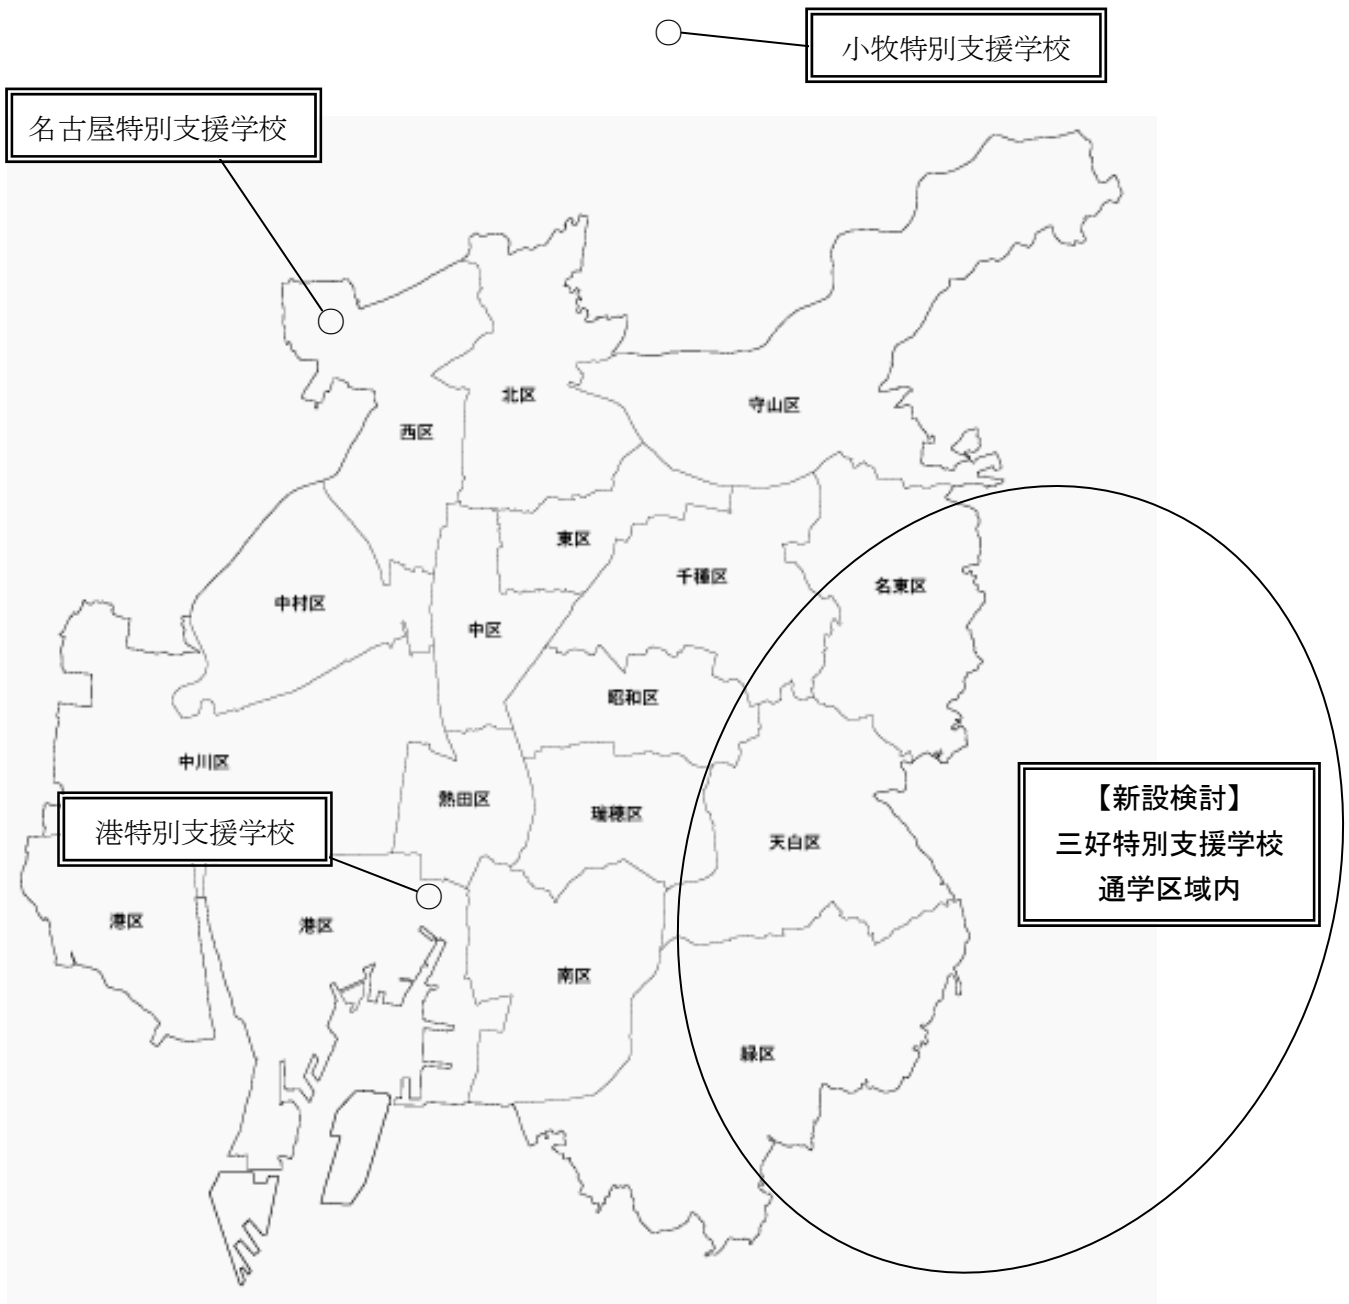 小牧特別支援学校
名古屋特別支援学校
北区
守山区
西区
東区
千種区
名東区
中村区
中区
昭和区
中川区
熱田区
瑞穂区
天白区
港特別支援学校
【新設検討】
三好特別支援学校
通学区域内
港区
港区
南区
緑区